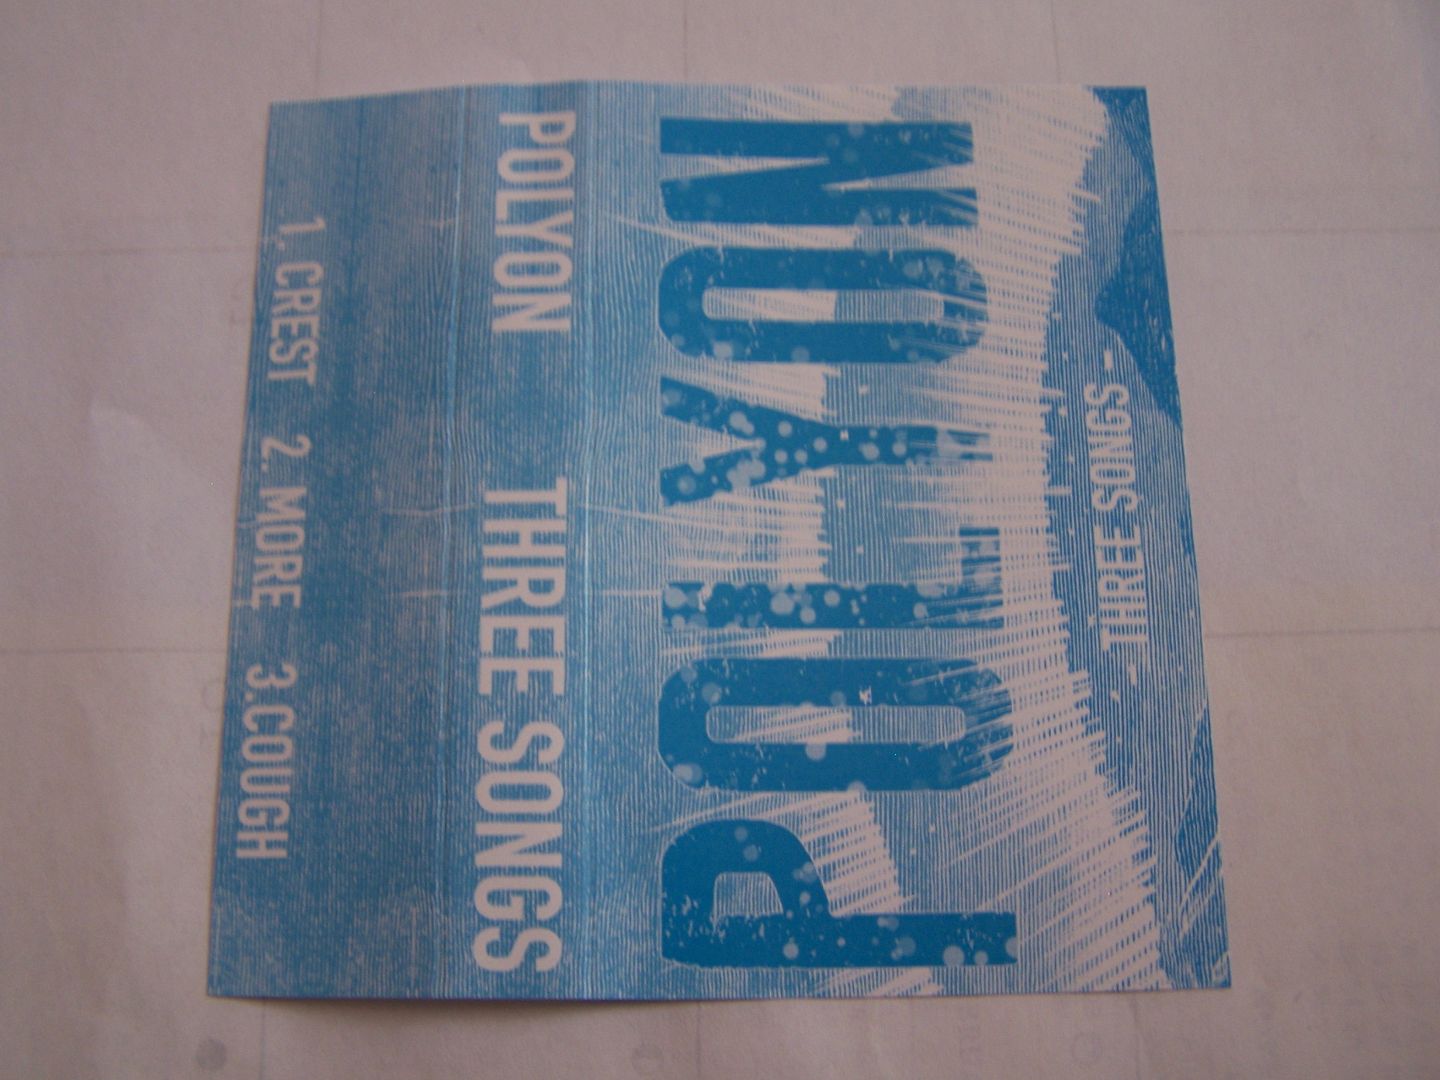 POLYON
– THREE SONGS –
POLYON THREE SONGS
1. CREST 2. MORE 3. COUGH